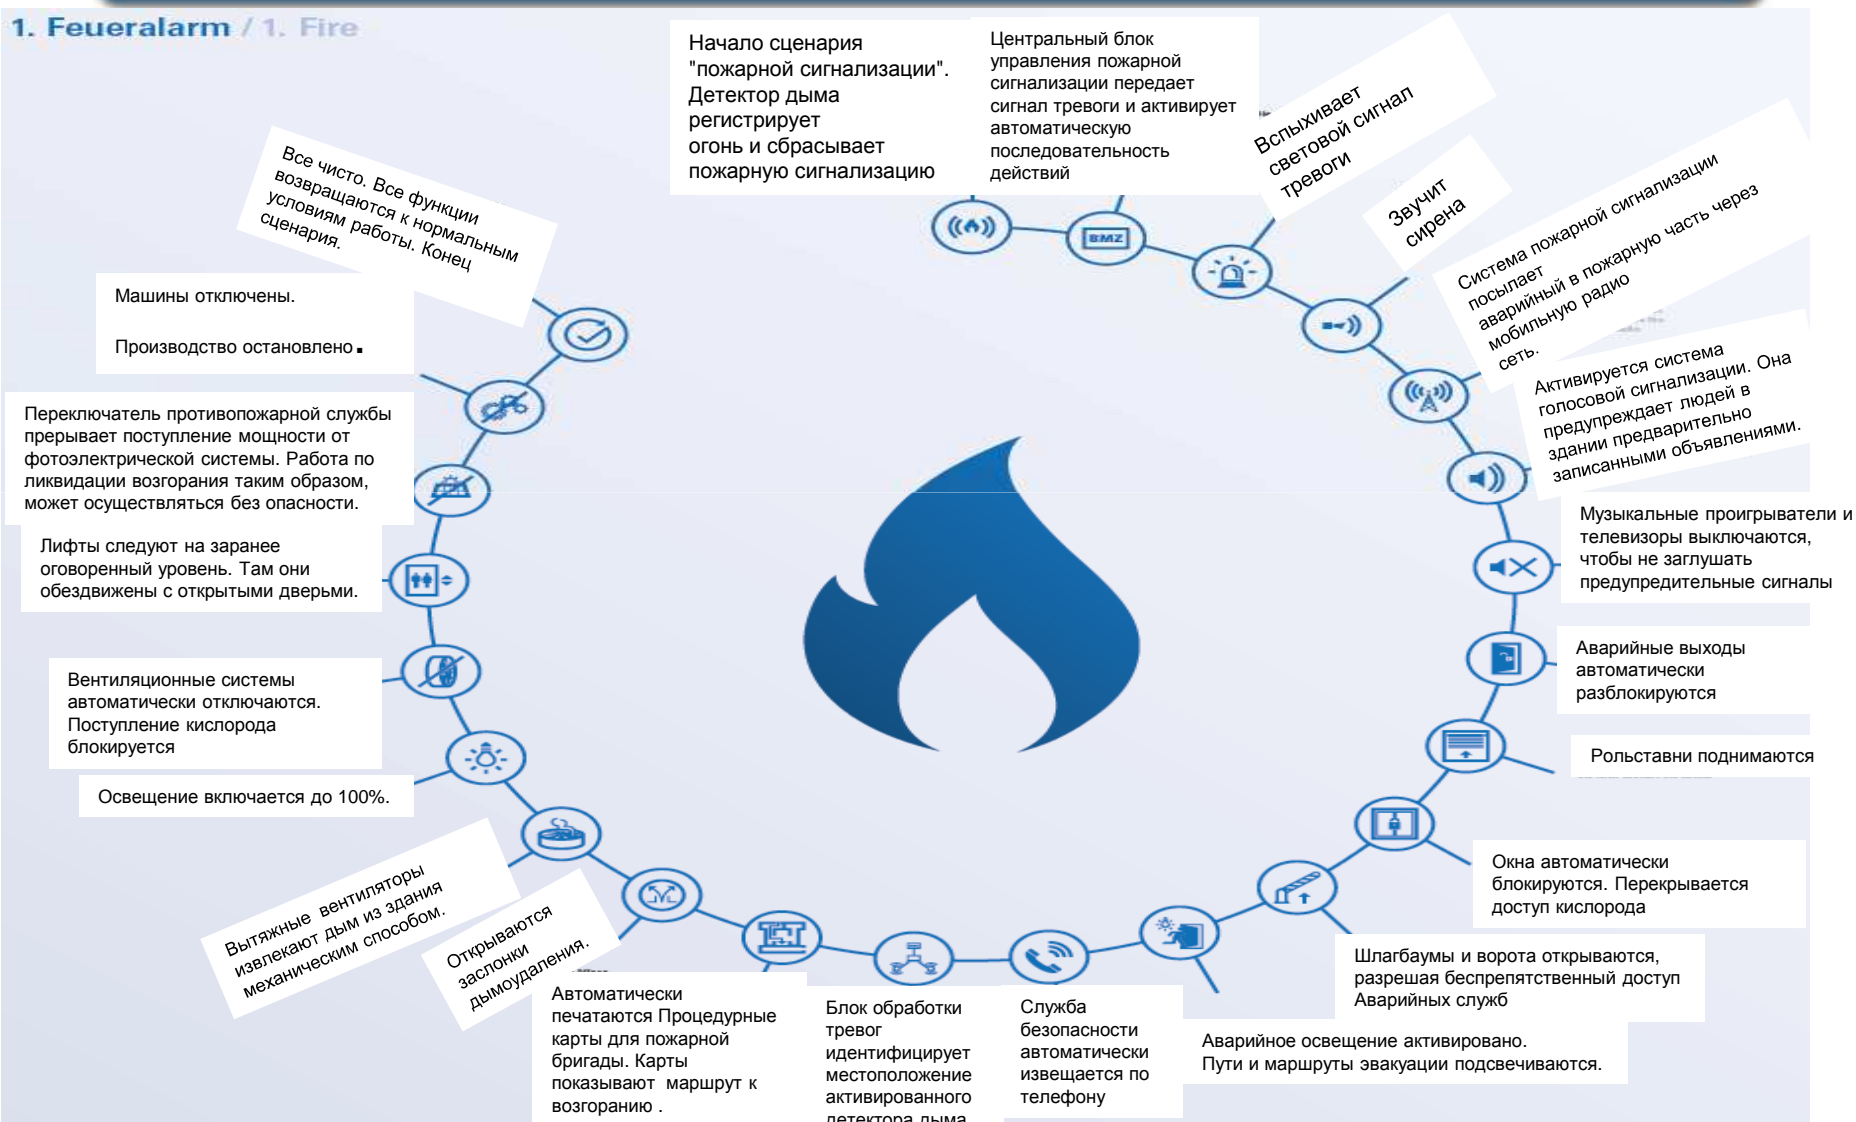 1. Feueralarm / 1. Fire
Начало сценария
"пожарной сигнализации".
Детектор дыма
регистрирует
огонь и сбрасывает
пожарную сигнализацию
Центральный блок
управления пожарной
сигнализации передает
сигнал тревоги и активирует
автоматическую
последовательность
действий
Вспыхивает
световой сигнал
тревоги
Звучит
сирена
Система пожарной сигнализации
посылает
аварийный в пожарную часть через
мобильную радио
сеть.
Активируется система
голосовой сигнализации. Она
предупреждает людей в
здании предварительно
записанными объявлениями.
Музыкальные проигрыватели и
телевизоры выключаются,
чтобы не заглушать
предупредительные сигналы
Аварийные выходы
автоматически
разблокируются
Рольставни поднимаются
Окна автоматически
блокируются. Перекрывается
доступ кислорода
Шлагбаумы и ворота открываются,
разрешая беспрепятственный доступ
Аварийных служб
Аварийное освещение активировано.
Пути и маршруты эвакуации подсвечиваются.
Служба
безопасности
автоматически
извещается по
телефону
Блок обработки
тревог
идентифицирует
местоположение
активированного
детектора дыма
Автоматически
печатаются Процедурные
карты для пожарной
бригады. Карты
показывают маршрут к
возгоранию .
Открываются
заслонки
дымоудаления.
Вытяжные вентиляторы
извлекают дым из здания
механическим способом.
Освещение включается до 100%.
Вентиляционные системы
автоматически отключаются.
Поступление кислорода
блокируется
Лифты следуют на заранее
оговоренный уровень. Там они
обездвижены с открытыми дверьми.
Переключатель противопожарной службы
прерывает поступление мощности от
фотоэлектрической системы. Работа по
ликвидации возгорания таким образом,
может осуществляться без опасности.
Машины отключены.
Производство остановлено.
Все чисто. Все функции
возвращаются к нормальным
условиям работы. Конец
сценария.
BMZ